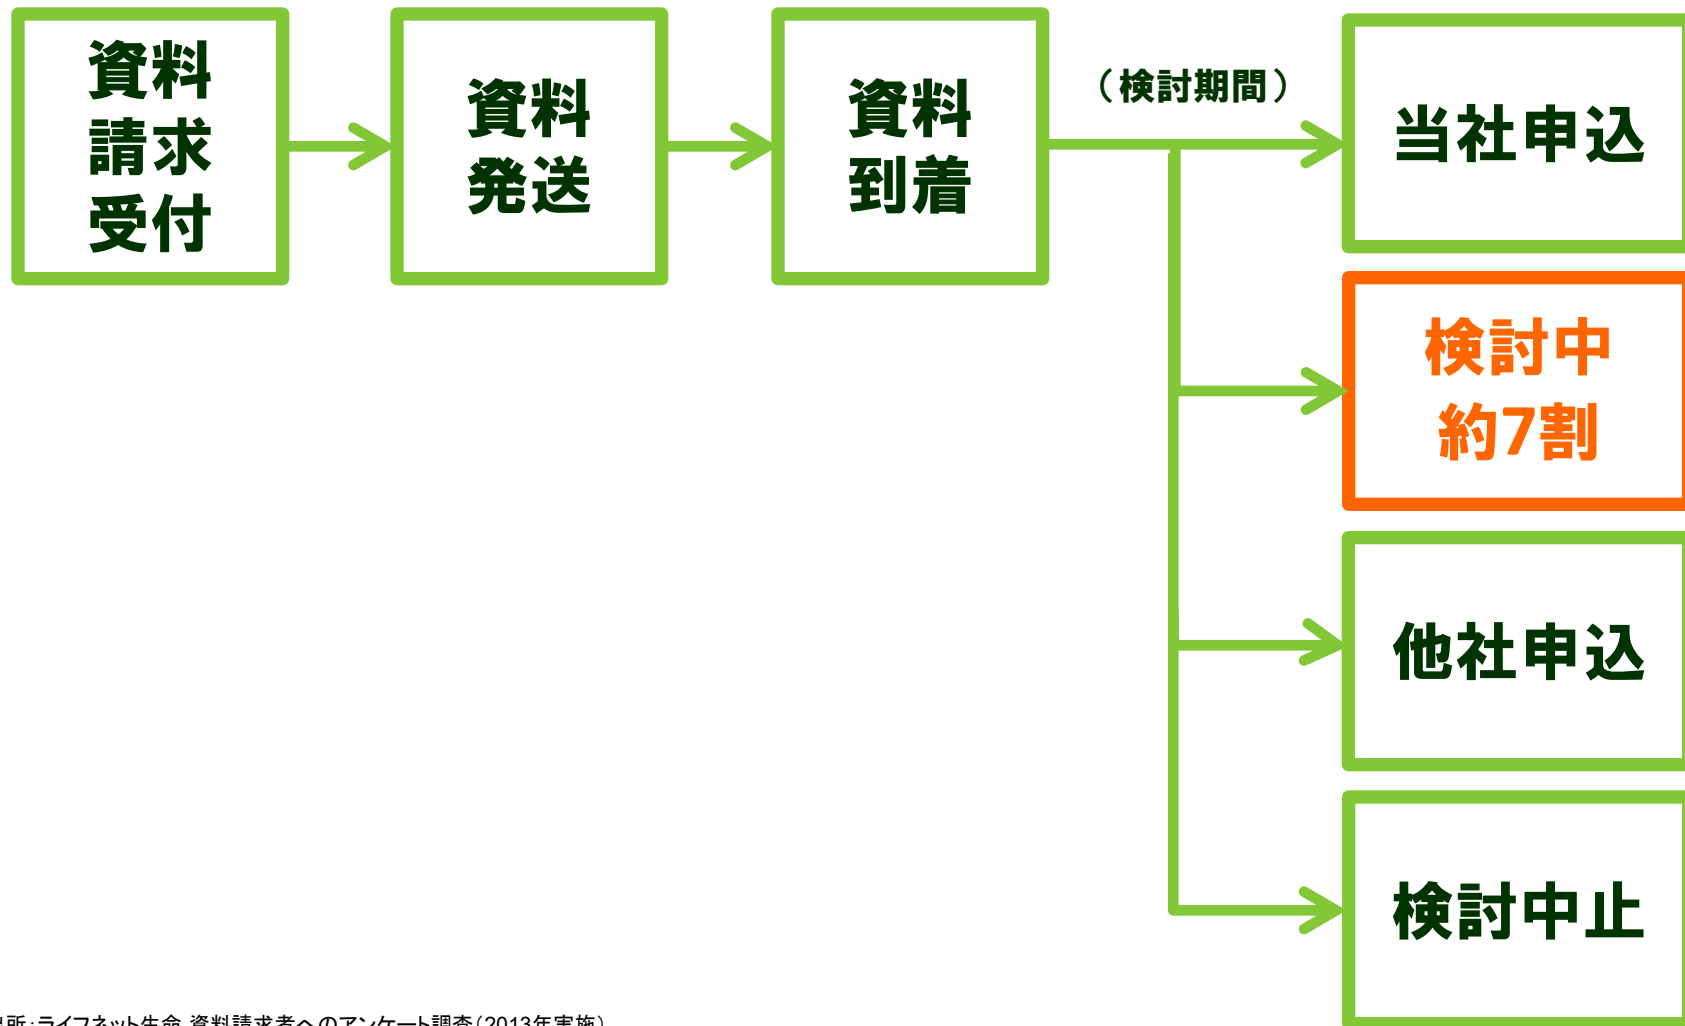 資料
請求
受付
資料
発送
資料
到着
（検討期間）
当社申込
検討中
約7割
他社申込
検討中止
出所：ライフネット生命 資料請求者へのアンケート調査（2013年実施）